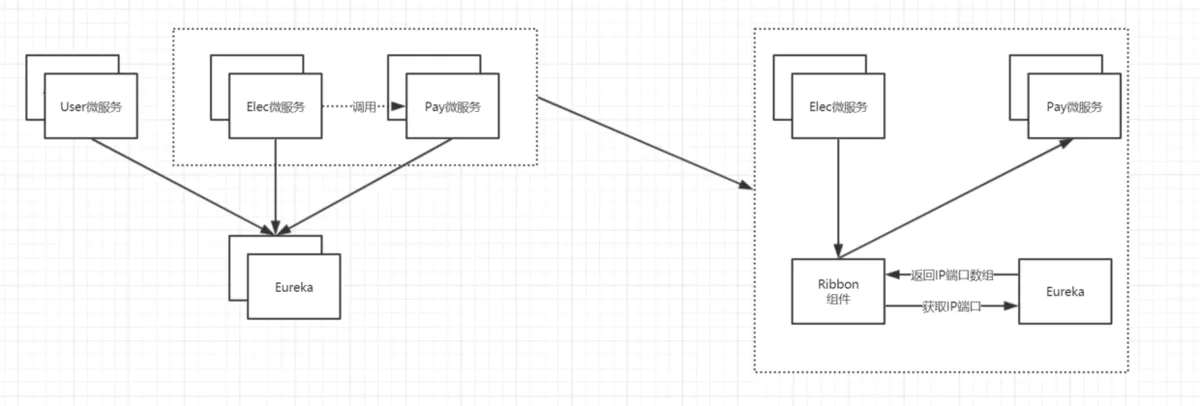 User微服务
Elec微服务
调用
Pay微服务
Eureka
Elec微服务
Pay微服务
Ribbon
组件
返回IP端口数组
获取IP端口
Eureka